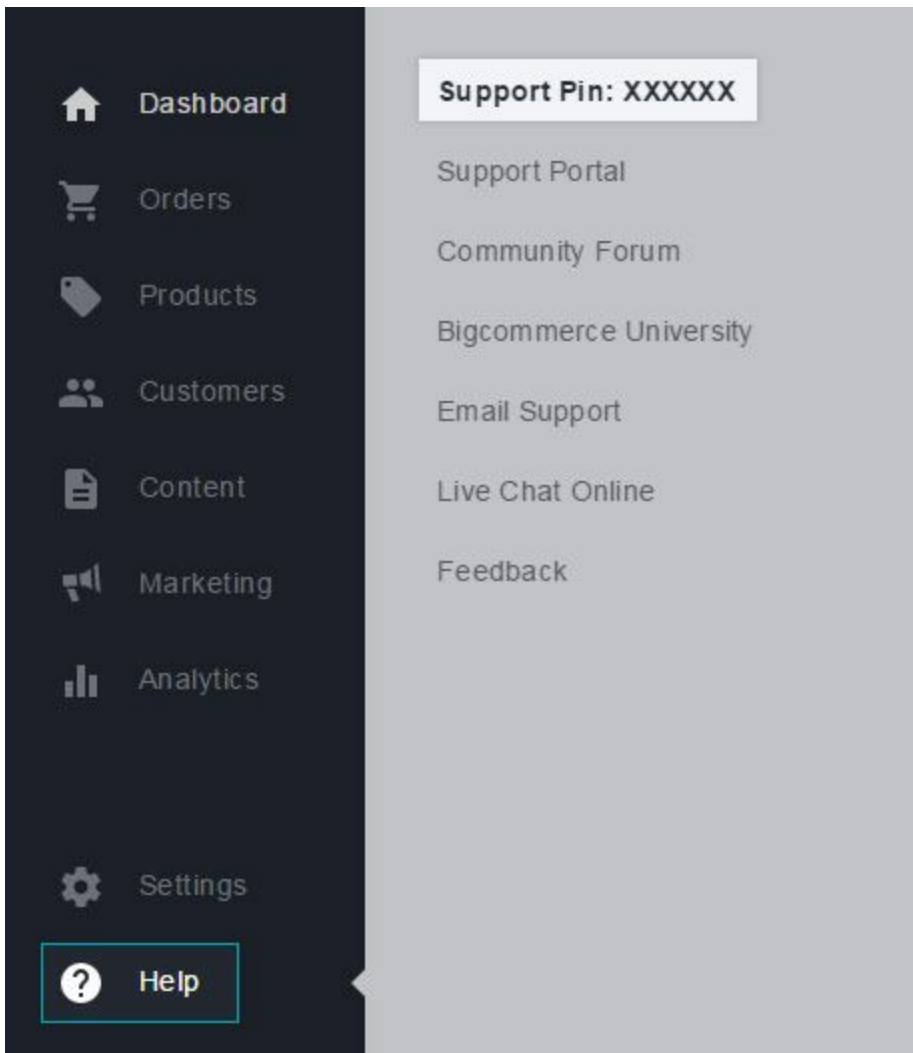 Dashboard
Orders
Products
Customers
Content
Marketing
Analytics
Settings
Help
Support Pin: XXXXXX
Support Portal
Community Forum
Bigcommerce University
Email Support
Live Chat Online
Feedback